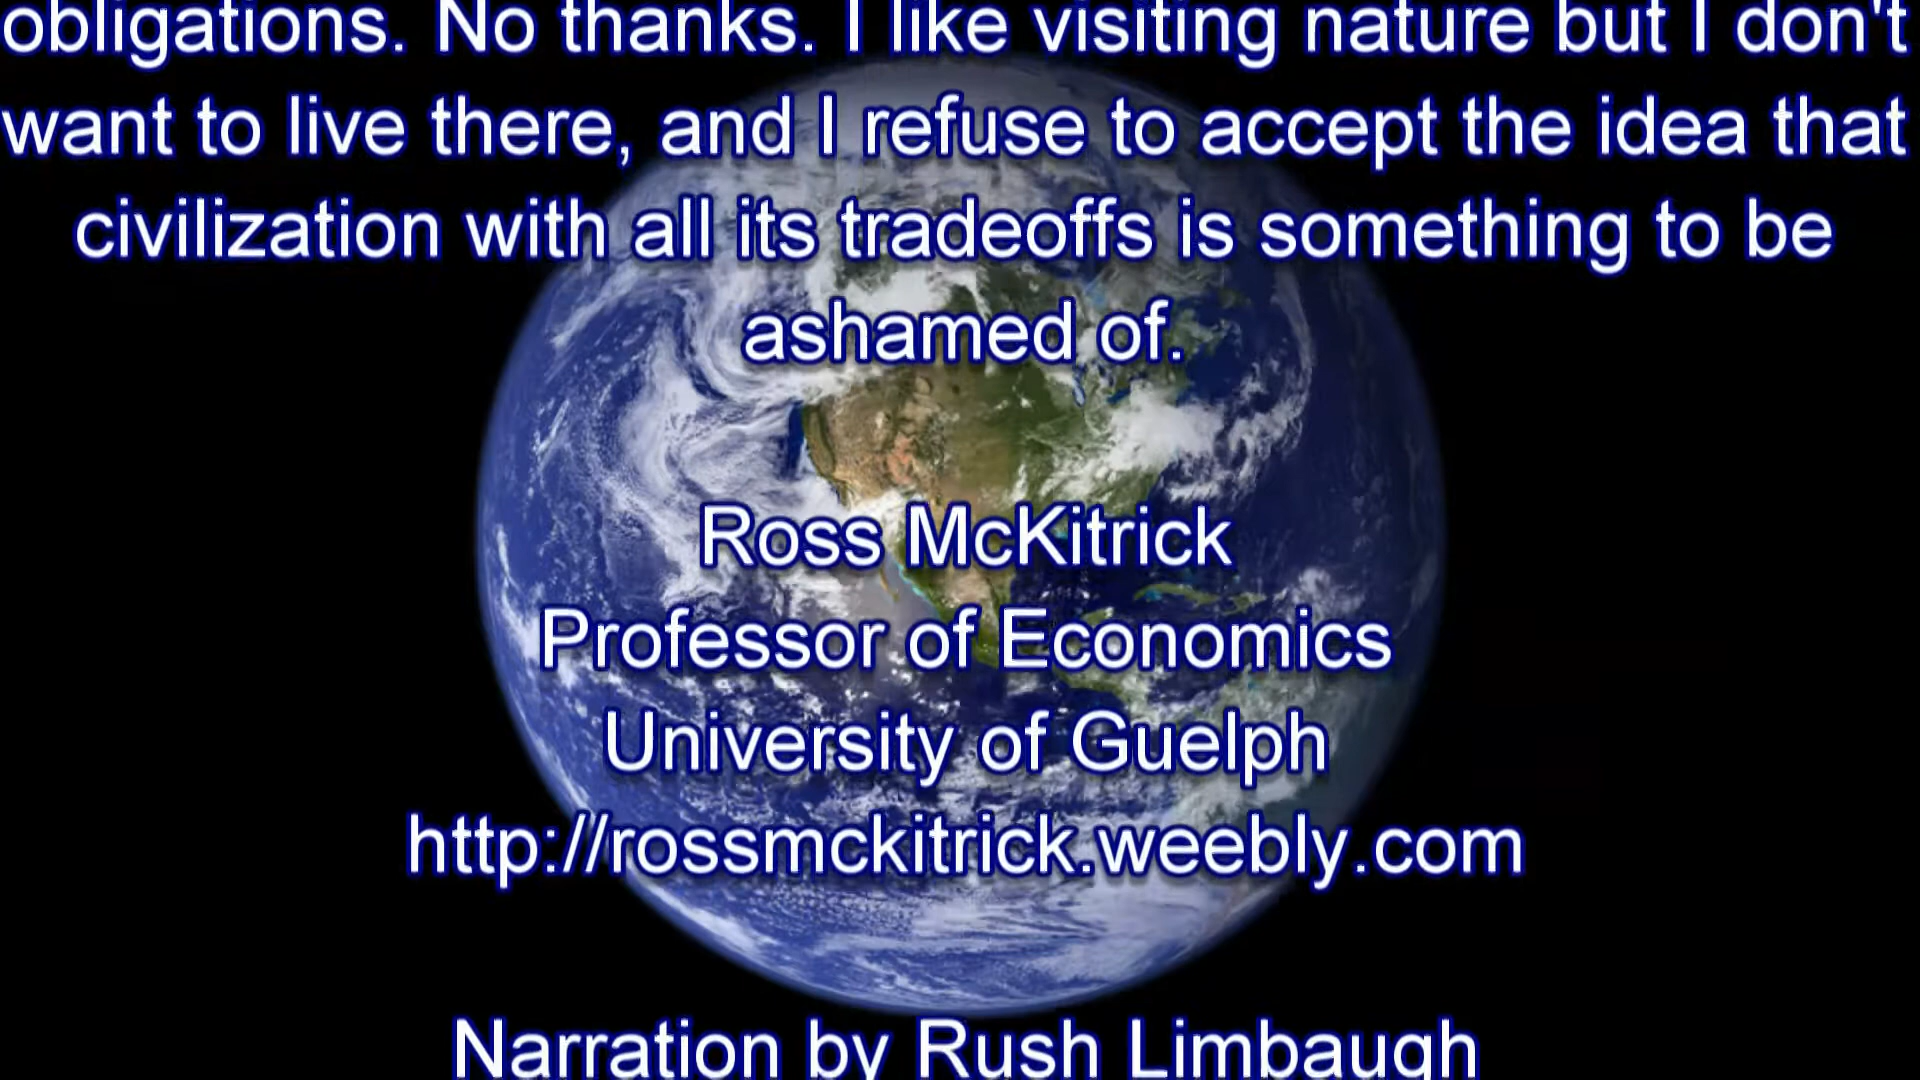 obligations. No thanks. I like visiting nature but I don't
want to live there, and I refuse to accept the idea that
civilization with all its tradeoffs is something to be
ashamed of.
Ross McKitrick
Professor of Economics
University of Guelph
http://rossmckitrick.weebly.com
Narration by Rush Limbaugh